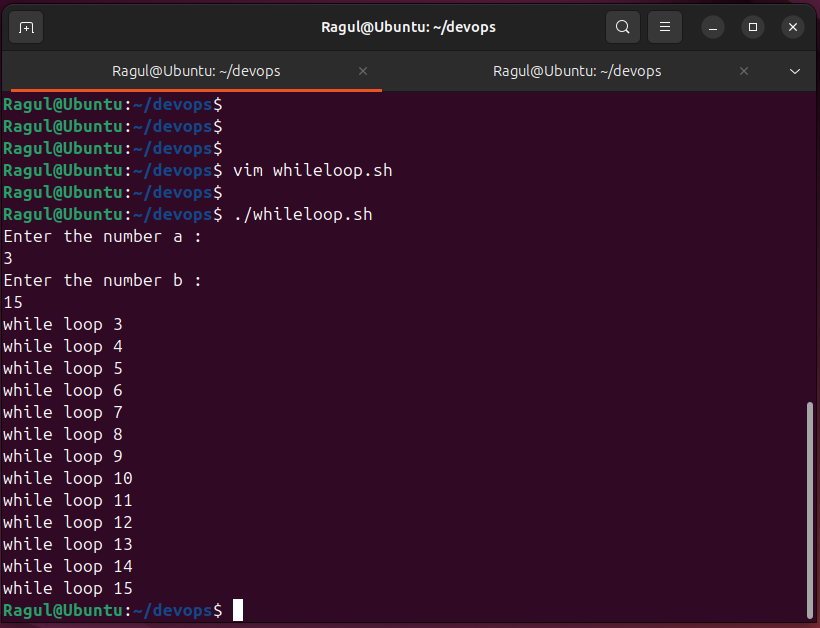 Ragul@Ubuntu: ~/devops
Ragul@Ubuntu: ~/devops
Ragul@Ubuntu: ~/devops
Ragul@Ubuntu:~/devops$
Ragul@Ubuntu:~/devops$
Ragul@Ubuntu:~/devops$
Ragul@Ubuntu:~/devops$ vim whileloop.sh
Ragul@Ubuntu:~/devops$
Ragul@Ubuntu:~/devops$ ./whileloop.sh
Enter the number a :
3
Enter the number b :
15
while loop 3
while loop 4
while loop 5
while loop 6
while loop 7
while loop 8
while loop 9
while loop 10
while loop 11
while loop 12
while loop 13
while loop 14
while loop 15
Ragul@Ubuntu:~/devops$